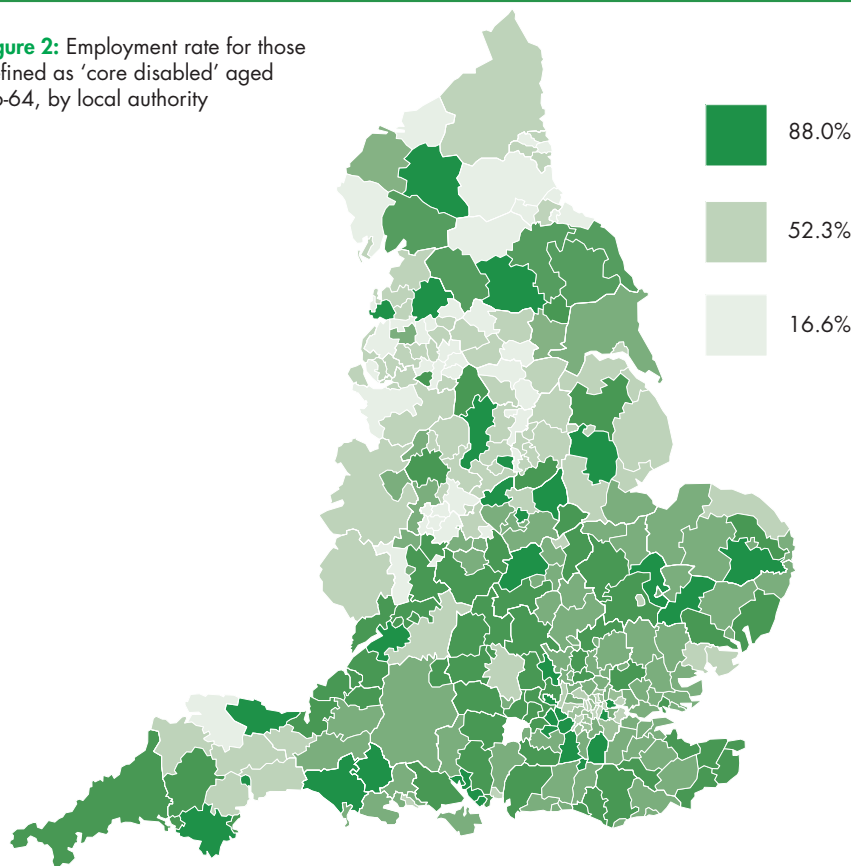 gure 2: Employment rate for those
fined as ‘core disabled’ aged
-64, by local authority
88.0%
52.3%
16.6%